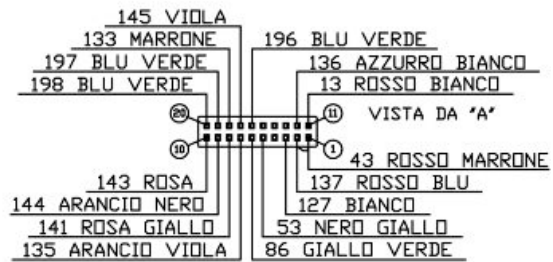 145 VIOLA
133 MARRONE
196 BLU VERDE
197 BLU VERDE
136 AZZURRO BIANCO
198 BLU VERDE
13 ROSSO BIANCO
20
11
VISTA DA "A"
10
1
43 ROSSO MARRONE
143 ROSA
137 ROSSO BLU
144 ARANCIO NERO
127 BIANCO
141 ROSA GIALLO
53 NERO GIALLO
135 ARANCIO VIOLA
86 GIALLO VERDE